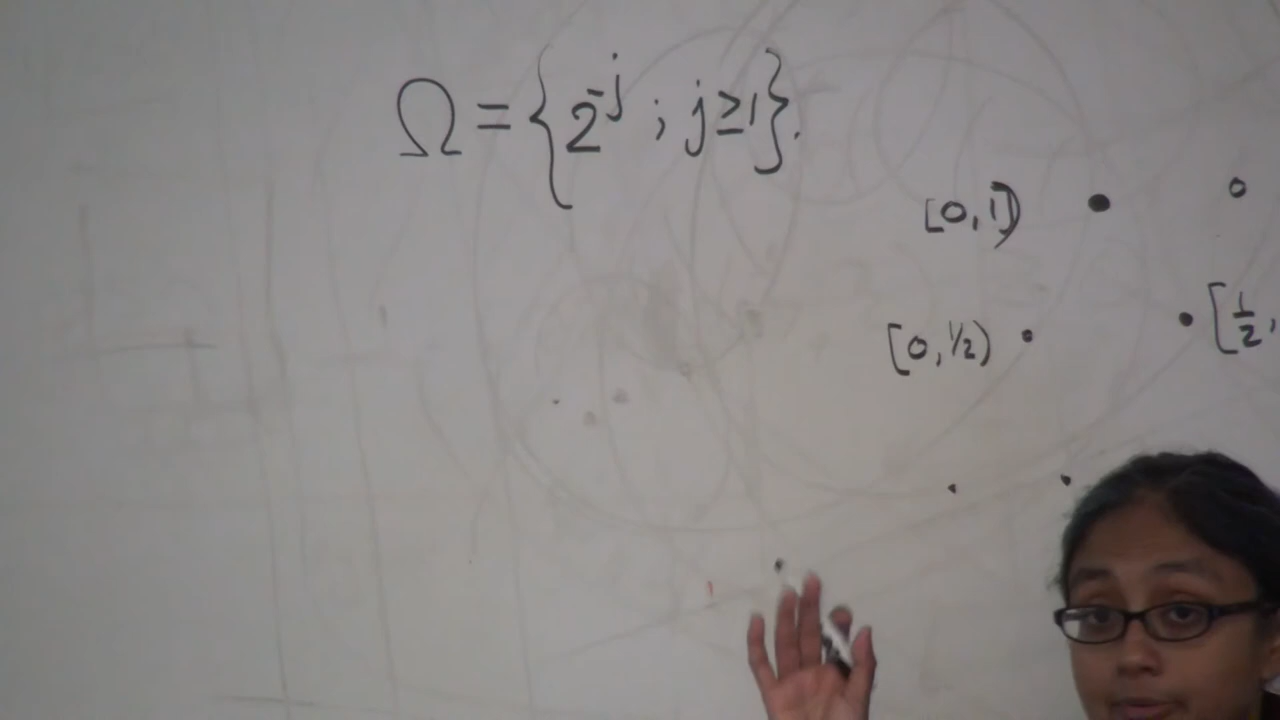 Ω = {2^-j ; j ≥ 1}.
[0,1)
[0,1/2)
[1/2,